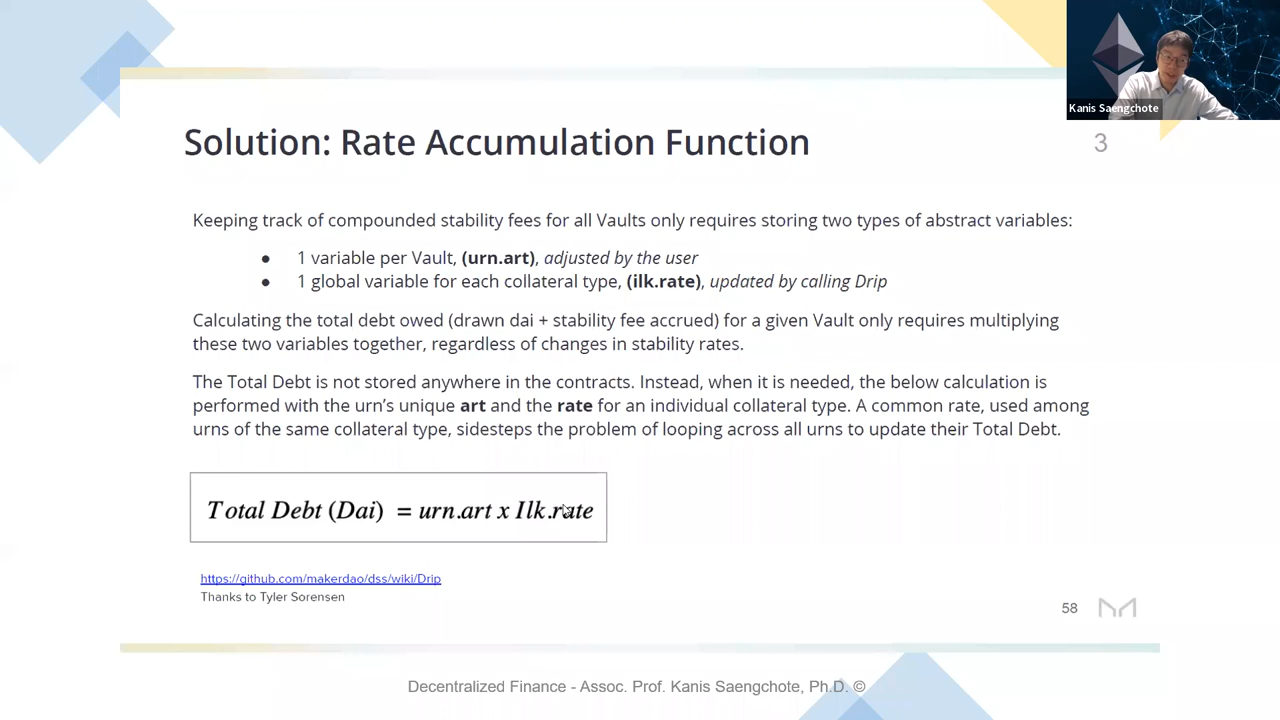 Kanis Saengchote
Solution: Rate Accumulation Function
3
Keeping track of compounded stability fees for all Vaults only requires storing two types of abstract variables:
● 1 variable per Vault, (urn.art), adjusted by the user
● 1 global variable for each collateral type, (ilk.rate), updated by calling Drip
Calculating the total debt owed (drawn dai + stability fee accrued) for a given Vault only requires multiplying
these two variables together, regardless of changes in stability rates.
The Total Debt is not stored anywhere in the contracts. Instead, when it is needed, the below calculation is
performed with the urn’s unique art and the rate for an individual collateral type. A common rate, used among
urns of the same collateral type, sidesteps the problem of looping across all urns to update their Total Debt.
Total Debt (Dai) = urn.art x Ilk.rate
https://github.com/makerdao/dss/wiki/Drip
Thanks to Tyler Sorensen
58
Decentralized Finance - Assoc. Prof. Kanis Saengchote, Ph.D. ©